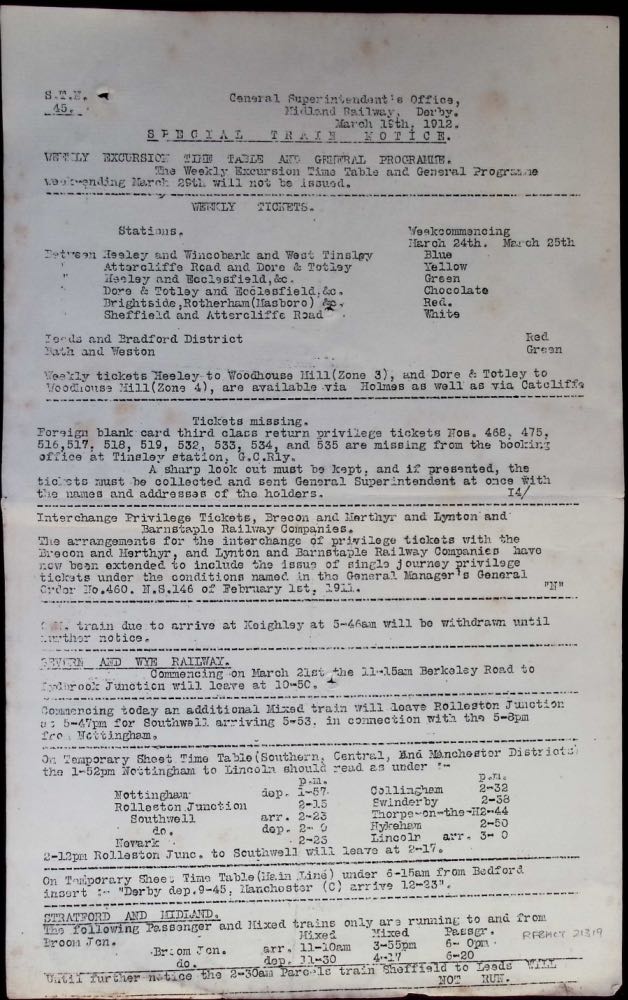 S.T.N.
45.
General Superintendent's Office,
Midland Railway, Derby.
March 19th, 1912.
SPECIAL TRAIN NOTICE.
WEEKLY EXCURSION TIME TABLE AND GENERAL PROGRAMME.
The Weekly Excursion Time Table and General Programme
week-ending March 29th will not be issued.
WEEKLY TICKETS.
Stations. Weekcommencing
March 24th. March 25th
Between Heeley and Wincobark and West Tinsley Blue
" Attercliffe Road and Dore & Totley Yellow
" Heeley and Ecclesfield,&c. Green
Dore & Totley and Ecclesfield,&c. Chocolate
Brightside,Rotherham(Masboro) &c. Red.
Sheffield and Attercliffe Road White
Leeds and Bradford District Red
Bath and Weston Green
Weekly tickets Heeley to Woodhouse Mill(Zone 3), and Dore & Totley to
Woodhouse Mill(Zone 4), are available via Holmes as well as via Catcliffe
Tickets missing.
Foreign blank card third class return privilege tickets Nos. 468, 475,
516,517, 518, 519, 532, 533, 534, and 535 are missing from the booking
office at Tinsley station, G.C.Rly.
A sharp look out must be kept, and if presented, the
tickets must be collected and sent General Superintendent at once with
the names and addresses of the holders. 14/
Interchange Privilege Tickets, Brecon and Merthyr and Lynton and
Barnstaple Railway Companies.
The arrangements for the interchange of privilege tickets with the
Brecon and Merthyr, and Lynton and Barnstaple Railway Companies have
now been extended to include the issue of single journey privilege
tickets under the conditions named in the General Manager's General
Order No.460. N.S.146 of February 1st, 1911. "N"
train due to arrive at Keighley at 5-46am will be withdrawn until
further notice.
SEVERN AND WYE RAILWAY.
Commencing on March 21st the 11-15am Berkeley Road to
Lydbrook Junction will leave at 10-50.
Commencing today an additional Mixed train will leave Rolleston Junction
at 5-47pm for Southwell arriving 5-53, in connection with the 5-8pm
from Nottingham.
On Temporary Sheet Time Table(Southern, Central, And Manchester Districts)
the 1-52pm Nottingham to Lincoln should read as under :-
p.m. p.m.
Nottingham dep. 1-57. Collingham 2-32
Rolleston Junction 2-15 Swinderby 2-38
Southwell arr. 2-23 Thorpe-on-the-H2-44
do. dep. 2- 9 Hykeham 2-50
Newark 2-23 Lincoln arr. 3- 0
2-12pm Rolleston Junc. to Southwell will leave at 2-17.
On Temporary Sheet Time Table(Main Line) under 6-15am from Bedford
insert :- "Derby dep.9-45, Manchester (C) arrive 12-23".
STRATFORD AND MIDLAND.
The following Passenger and Mixed trains only are running to and from
Broom Jcn. Mixed Mixed Passgr.
Broom Jcn. arr. 11-10am 3-55pm 6- 0pm
do. dep. 11-30 4-17 6-20
RFBMCT 21319
Until further notice the 2-30am Parcels train Sheffield to Leeds WILL
NOT RUN.